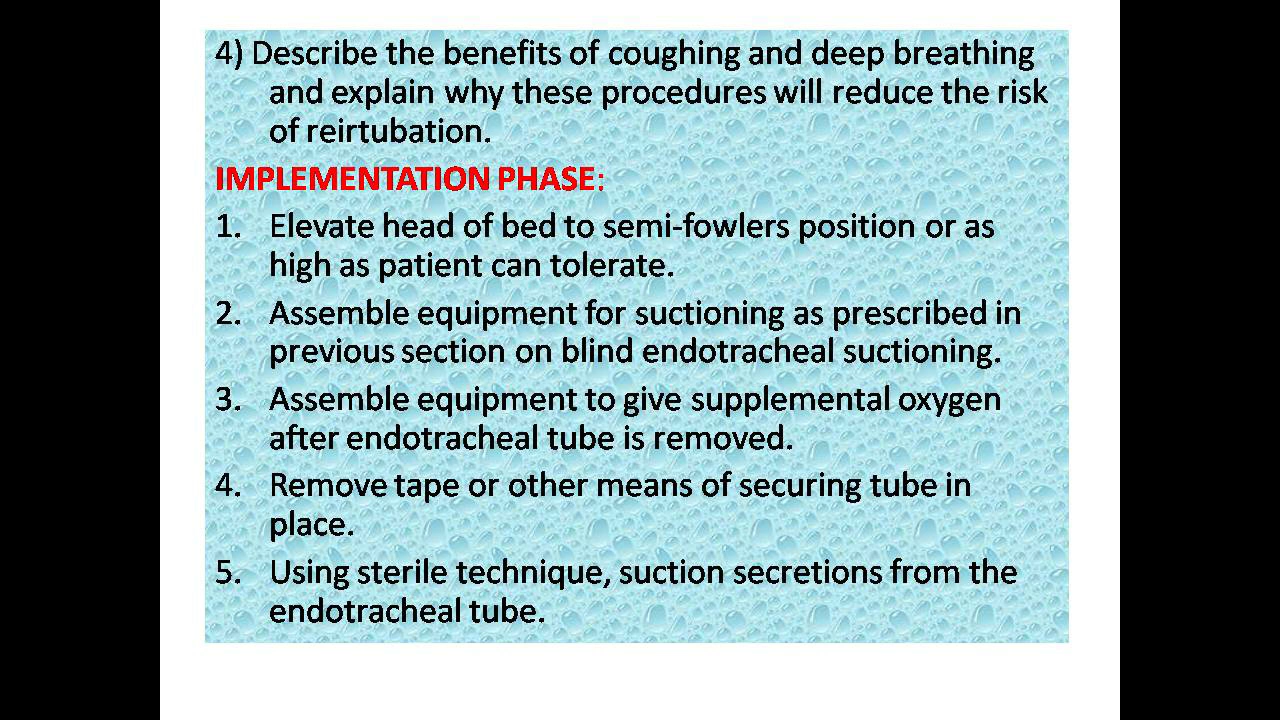 4) Describe the benefits of coughing and deep breathing
and explain why these procedures will reduce the risk
of reirtubation.
IMPLEMENTATION PHASE:
1. Elevate head of bed to semi-fowlers position or as
high as patient can tolerate.
2. Assemble equipment for suctioning as prescribed in
previous section on blind endotracheal suctioning.
3. Assemble equipment to give supplemental oxygen
after endotracheal tube is removed.
4. Remove tape or other means of securing tube in
place.
5. Using sterile technique, suction secretions from the
endotracheal tube.